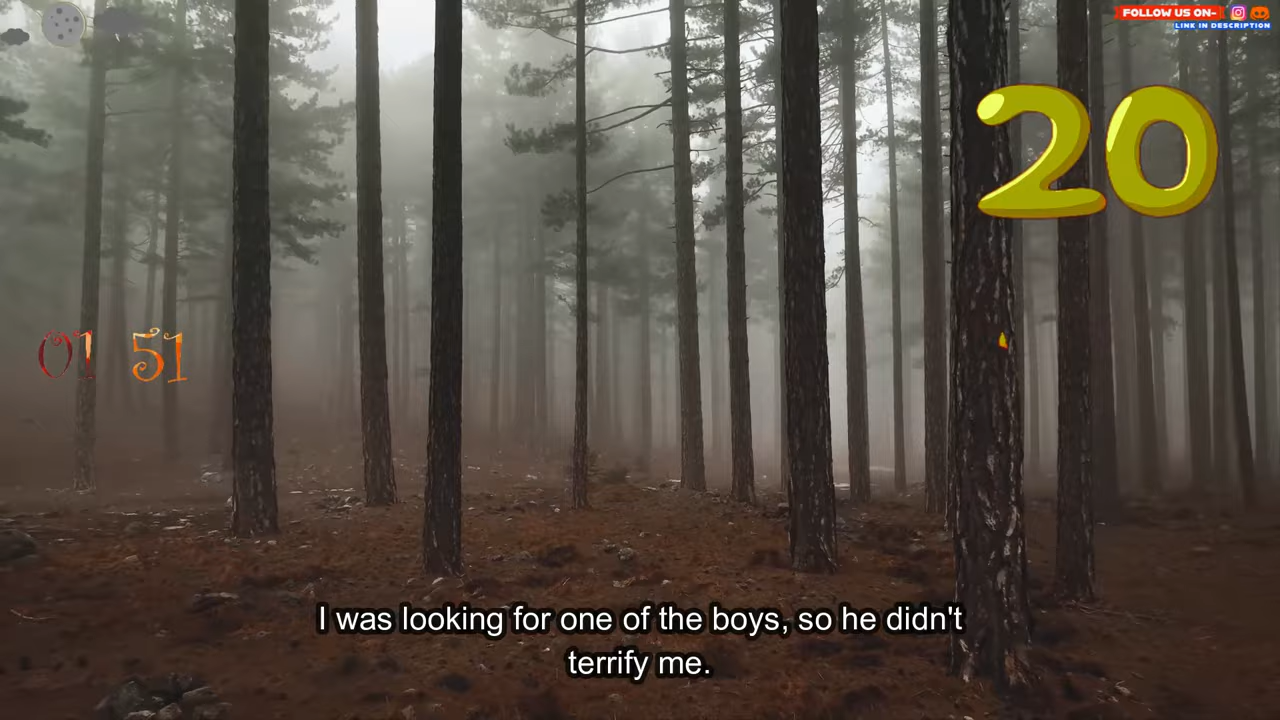 FOLLOW US ON-
LINK IN DESCRIPTION
20
01 51
I was looking for one of the boys, so he didn't
terrify me.